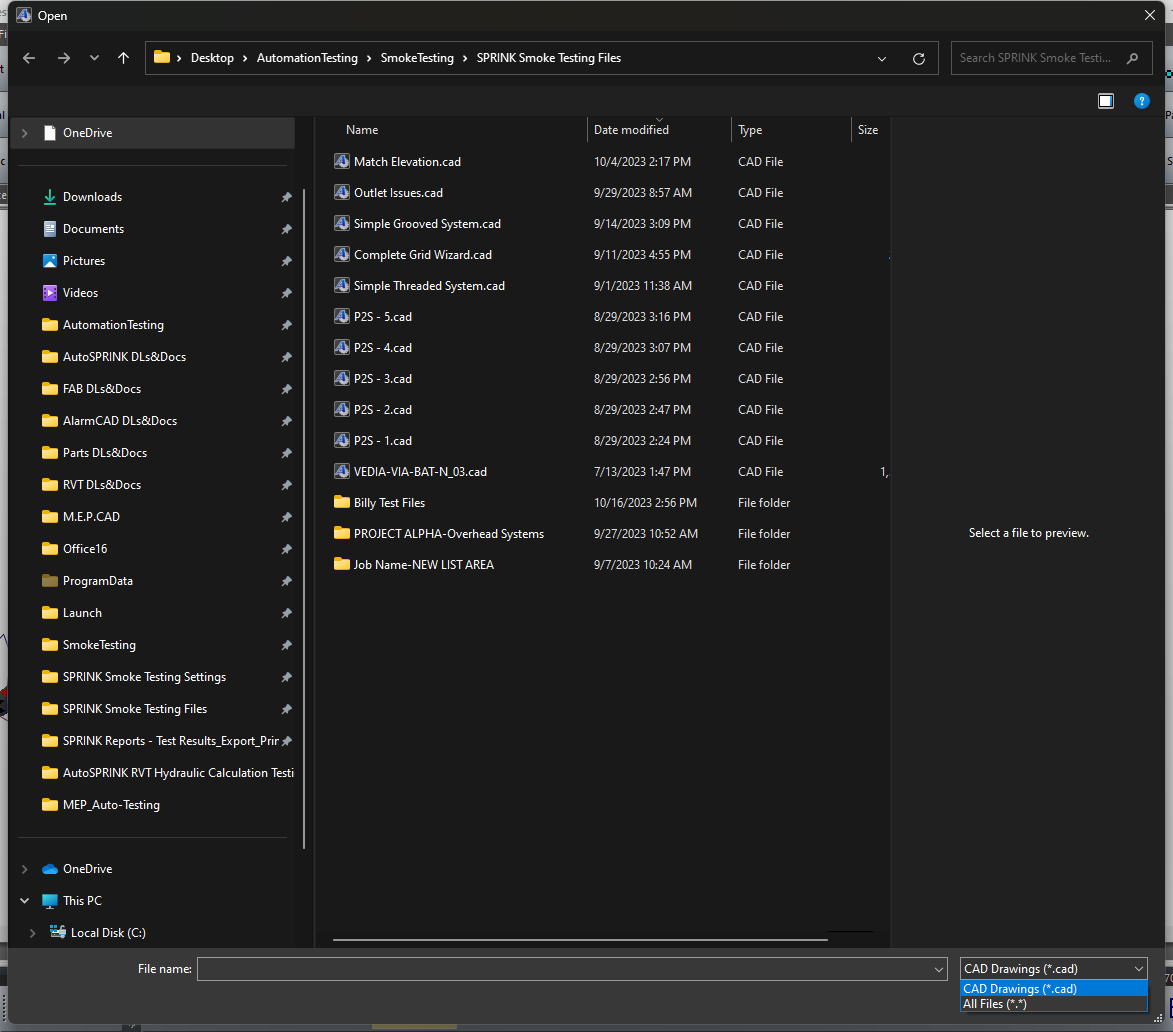 Open
Desktop > AutomationTesting > SmokeTesting > SPRINK Smoke Testing Files
Search SPRINK Smoke Testi...
OneDrive
Downloads
Documents
Pictures
Videos
AutomationTesting
AutoSPRINK DLs&Docs
FAB DLs&Docs
AlarmCAD DLs&Docs
Parts DLs&Docs
RVT DLs&Docs
M.E.P.CAD
Office16
ProgramData
Launch
SmokeTesting
SPRINK Smoke Testing Settings
SPRINK Smoke Testing Files
SPRINK Reports - Test Results_Export_Prin
AutoSPRINK RVT Hydraulic Calculation Testi
MEP_Auto-Testing
OneDrive
This PC
Local Disk (C:)
Name Date modified Type Size
Match Elevation.cad 10/4/2023 2:17 PM CAD File
Outlet Issues.cad 9/29/2023 8:57 AM CAD File
Simple Grooved System.cad 9/14/2023 3:09 PM CAD File
Complete Grid Wizard.cad 9/11/2023 4:55 PM CAD File
Simple Threaded System.cad 9/1/2023 11:38 AM CAD File
P2S - 5.cad 8/29/2023 3:16 PM CAD File
P2S - 4.cad 8/29/2023 3:07 PM CAD File
P2S - 3.cad 8/29/2023 2:56 PM CAD File
P2S - 2.cad 8/29/2023 2:47 PM CAD File
P2S - 1.cad 8/29/2023 2:24 PM CAD File
VEDIA-VIA-BAT-N_03.cad 7/13/2023 1:47 PM CAD File 1,
Billy Test Files 10/16/2023 2:56 PM File folder
PROJECT ALPHA-Overhead Systems 9/27/2023 10:52 AM File folder
Job Name-NEW LIST AREA 9/7/2023 10:24 AM File folder
Select a file to preview.
File name:
CAD Drawings (*.cad)
CAD Drawings (*.cad)
All Files (*.*)